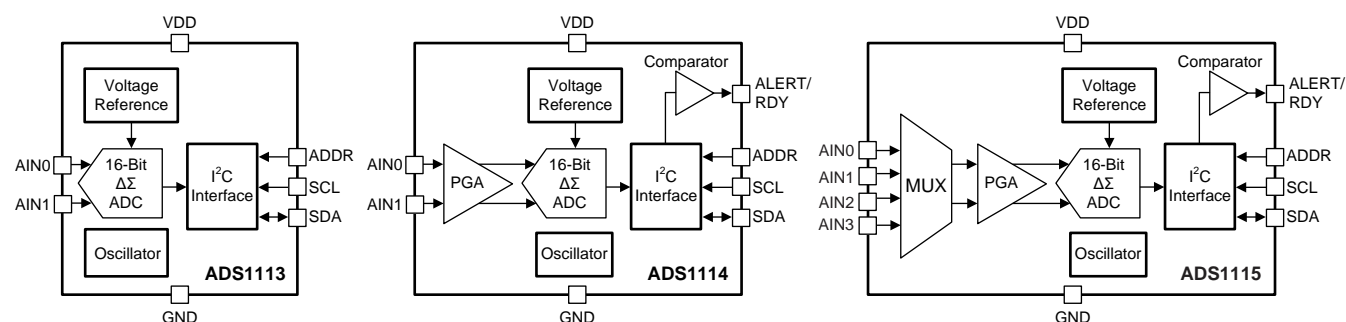 VDD
Voltage
Reference
AIN0
AIN1
16-Bit
ΔΣ
ADC
I²C
Interface
ADDR
SCL
SDA
Oscillator
ADS1113
GND
VDD
Comparator
ALERT/
RDY
Voltage
Reference
AIN0
AIN1
PGA
16-Bit
ΔΣ
ADC
I²C
Interface
ADDR
SCL
SDA
Oscillator
ADS1114
GND
VDD
Comparator
ALERT/
RDY
Voltage
Reference
AIN0
AIN1
AIN2
AIN3
MUX
PGA
16-Bit
ΔΣ
ADC
I²C
Interface
ADDR
SCL
SDA
Oscillator
ADS1115
GND